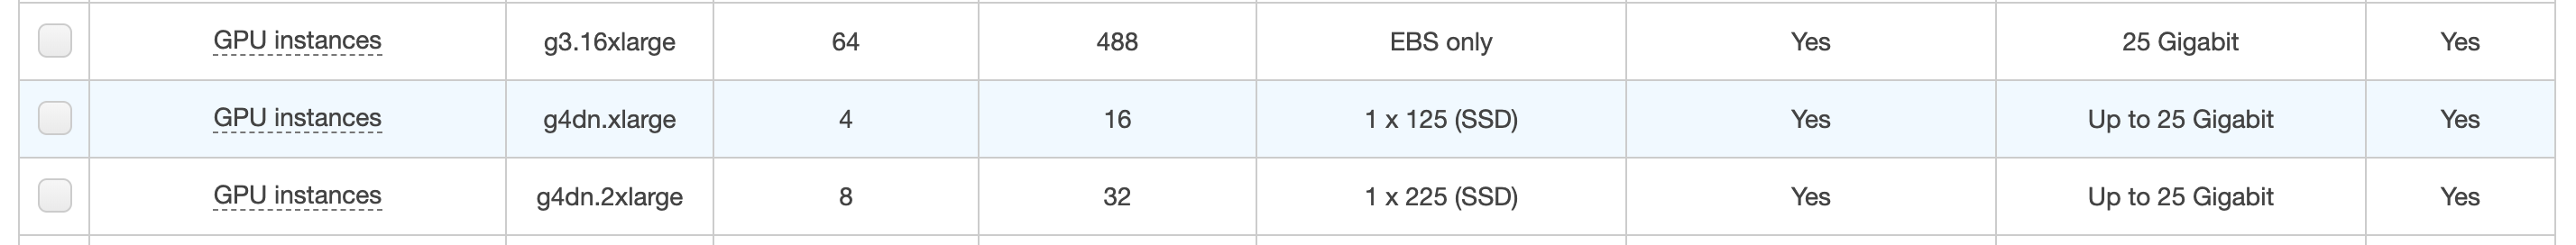 GPU instances g3.16xlarge 64 488 EBS only Yes 25 Gigabit Yes
GPU instances g4dn.xlarge 4 16 1 x 125 (SSD) Yes Up to 25 Gigabit Yes
GPU instances g4dn.2xlarge 8 32 1 x 225 (SSD) Yes Up to 25 Gigabit Yes